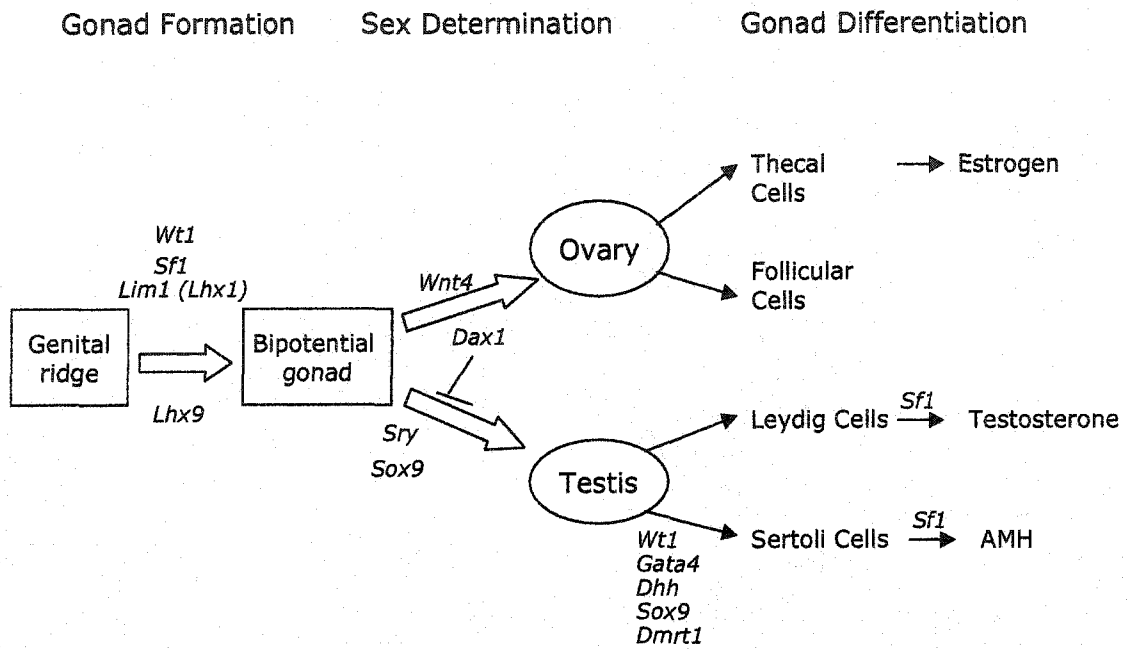 Gonad Formation
Sex Determination
Gonad Differentiation
Wt1
Sf1
Lim1 (Lhx1)
Genital
ridge
Lhx9
Bipotential
gonad
Wnt4
Dax1
Sry
Sox9
Ovary
Thecal
Cells
Estrogen
Follicular
Cells
Testis
Leydig Cells
Sf1
Testosterone
Sertoli Cells
Sf1
AMH
Wt1
Gata4
Dhh
Sox9
Dmrt1